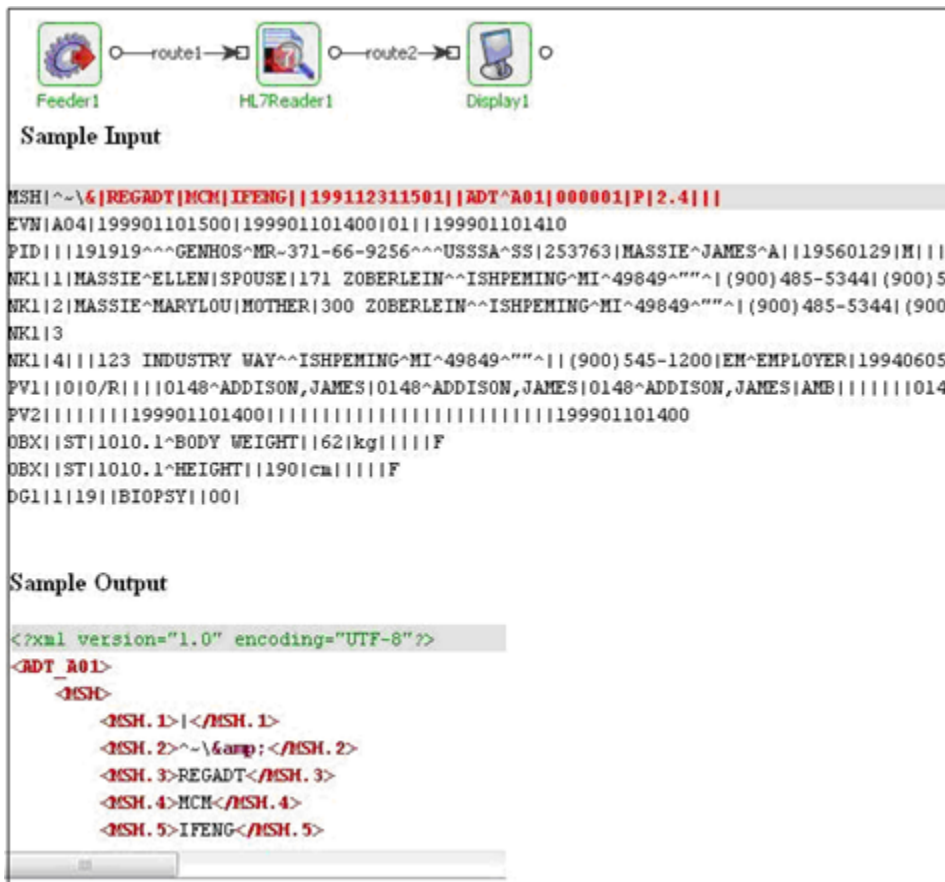 route1
route2
Feeder1
HL7Reader1
Display1
Sample Input
MSH|^~\&|REGADT|MCM|IFENG||199112311501||ADT^A01|000001|P|2.4|||
EVN|A04|199901101500|199901101400|01||199901101410
PID|||191919^^^GENHOS^MR~371-66-9256^^^USSSA^SS|253763|MASSIE^JAMES^A||19560129|M|||
NK1|1|MASSIE^ELLEN|SPOUSE|171 ZOBERLEIN^^ISHPEMING^MI^49849^""^|(900)485-5344|(900)5
NK1|2|MASSIE^MARYLOU|MOTHER|300 ZOBERLEIN^^ISHPEMING^MI^49849^""^|(900)485-5344|(900
NK1|3
NK1|4|||123 INDUSTRY WAY^^ISHPEMING^MI^49849^""^||(900)545-1200|EM^EMPLOYER|19940605
PV1||O|O/R||||0148^ADDISON,JAMES|0148^ADDISON,JAMES|0148^ADDISON,JAMES|AMB|||||||014
PV2||||||||199901101400||||||||||||||||||||||||||199901101400
OBX||ST|1010.1^BODY WEIGHT||62|kg|||||F
OBX||ST|1010.1^HEIGHT||190|cm|||||F
DG1|1|19||BIOPSY||00|
Sample Output
<?xml version="1.0" encoding="UTF-8"?>
<ADT_A01>
<MSH>
<MSH.1>|</MSH.1>
<MSH.2>^~\&amp;</MSH.2>
<MSH.3>REGADT</MSH.3>
<MSH.4>MCM</MSH.4>
<MSH.5>IFENG</MSH.5>